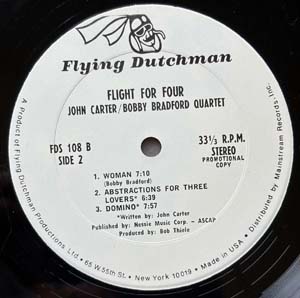 Flying Dutchman
FLIGHT FOR FOUR
JOHN CARTER/BOBBY BRADFORD QUARTET
FDS 108 B
SIDE 2
33⅓ R.P.M.
STEREO
PROMOTIONAL
COPY
1. WOMAN 7:10
(Bobby Bradford)
2. ABSTRACTIONS FOR THREE
LOVERS* 6:39
3. DOMINO* 7:57
*Written by: John Carter
Published by: Nessie Music Corp. - ASCAP
Produced by: Bob Thiele
A Product of Flying Dutchman Productions Ltd. • 65 W. 55th St. • New York 10019 • Made in USA • Distributed by Mainstream Records, Inc.